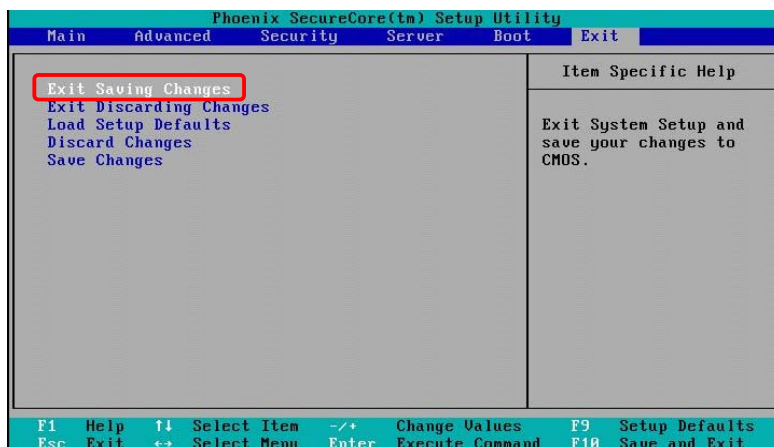 Phoenix SecureCore(tm) Setup Utility
Main Advanced Security Server Boot Exit
Item Specific Help
Exit Saving Changes
Exit Discarding Changes
Load Setup Defaults
Discard Changes
Save Changes
Exit System Setup and
save your changes to
CMOS.
F1 Help ↑↓ Select Item -/+ Change Values F9 Setup Defaults
Esc Exit ↔ Select Menu Enter Execute Command F10 Save and Exit